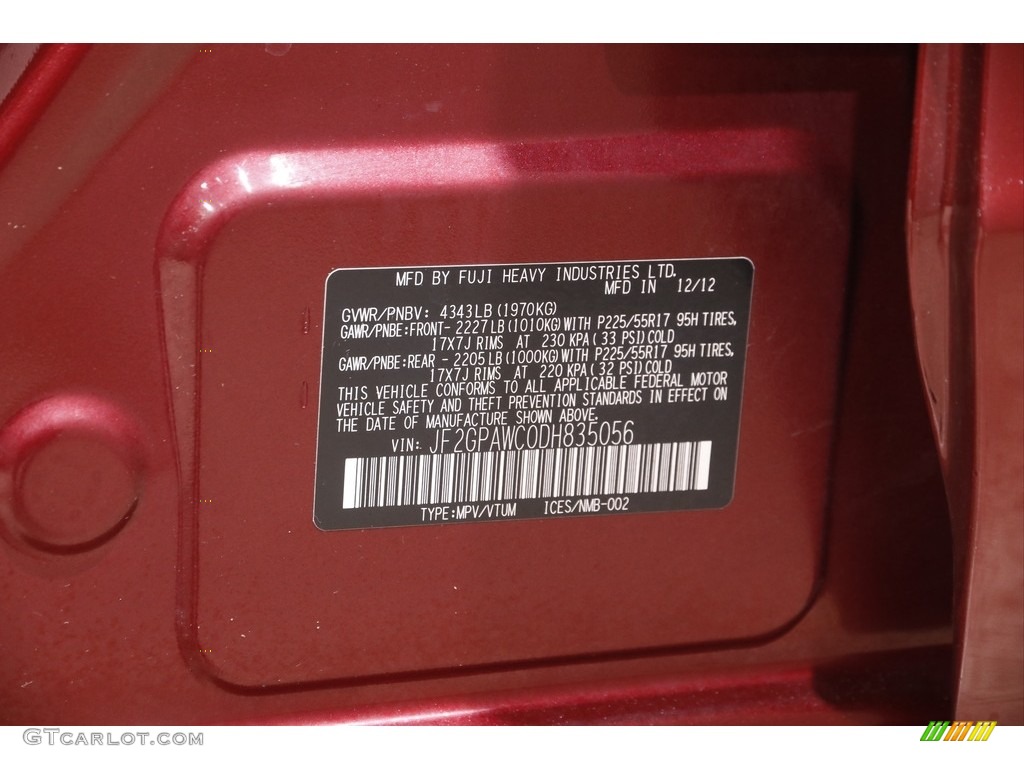 MFD BY FUJI HEAVY INDUSTRIES LTD.
MFD IN 12/12
GVWR/PNBV: 4343LB(1970KG)
GAWR/PNBE:FRONT- 2227LB(1010KG)WITH P225/55R17 95H TIRES,
17X7J RIMS AT 230 KPA(33 PSI)COLD
GAWR/PNBE:REAR - 2205LB(1000KG)WITH P225/55R17 95H TIRES,
17X7J RIMS AT 220 KPA(32 PSI)COLD
THIS VEHICLE CONFORMS TO ALL APPLICABLE FEDERAL MOTOR
VEHICLE SAFETY AND THEFT PREVENTION STANDARDS IN EFFECT ON
THE DATE OF MANUFACTURE SHOWN ABOVE.
VIN: JF2GPAWC0DH835056
TYPE:MPV/VTUM ICES/NMB-002
GTCarlot.com